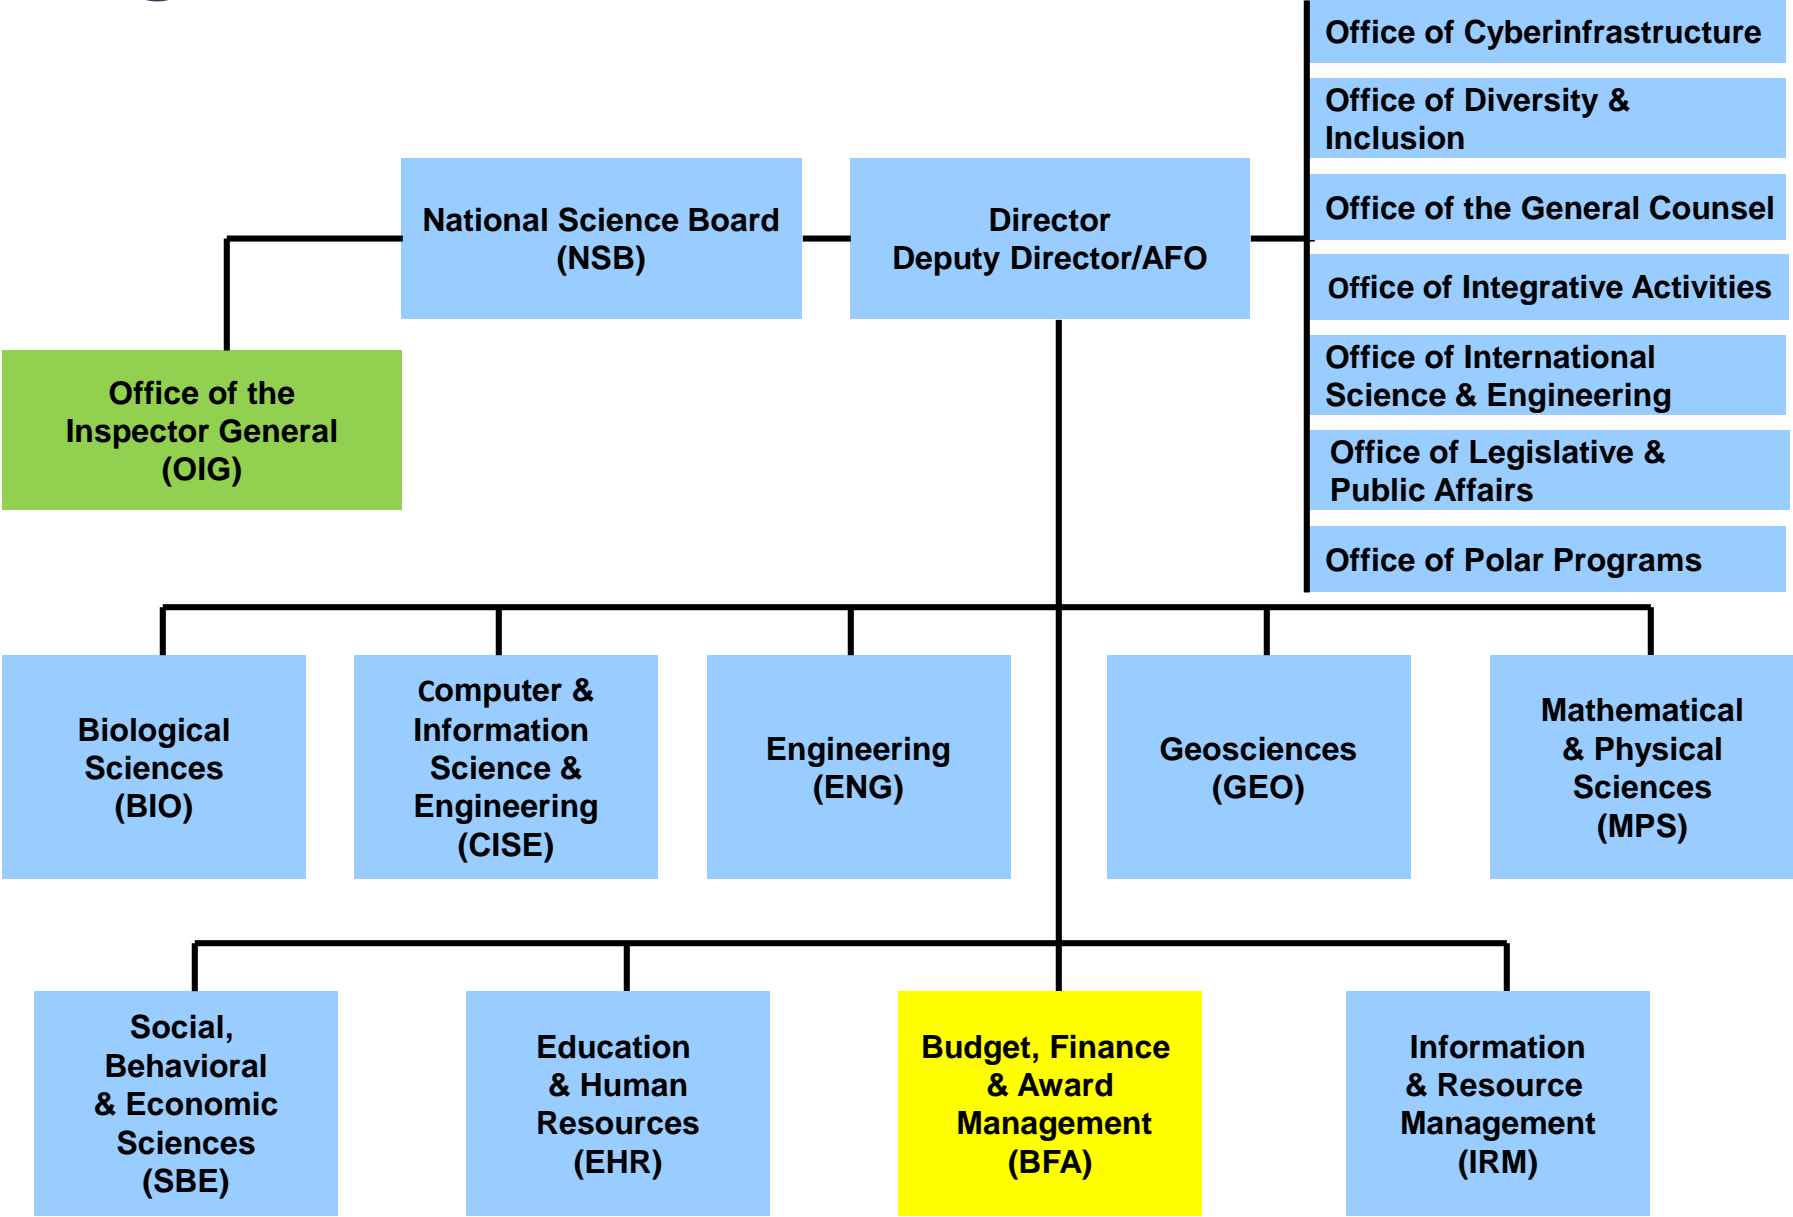 Office of Cyberinfrastructure
Office of Diversity &
Inclusion
National Science Board
(NSB)
Director
Deputy Director/AFO
Office of the General Counsel
Office of Integrative Activities
Office of International
Science & Engineering
Office of the
Inspector General
(OIG)
Office of Legislative &
Public Affairs
Office of Polar Programs
Biological
Sciences
(BIO)
Computer &
Information
Science &
Engineering
(CISE)
Engineering
(ENG)
Geosciences
(GEO)
Mathematical
& Physical
Sciences
(MPS)
Social,
Behavioral
& Economic
Sciences
(SBE)
Education
& Human
Resources
(EHR)
Budget, Finance
& Award
Management
(BFA)
Information
& Resource
Management
(IRM)